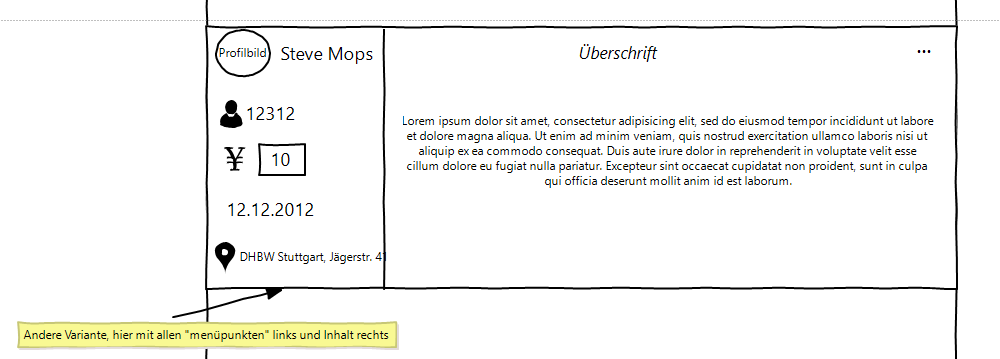 Profilbild
Steve Mops
12312
¥
10
12.12.2012
DHBW Stuttgart, Jägerstr. 41
Überschrift
...
Lorem ipsum dolor sit amet, consectetur adipisicing elit, sed do eiusmod tempor incididunt ut labore
et dolore magna aliqua. Ut enim ad minim veniam, quis nostrud exercitation ullamco laboris nisi ut
aliquip ex ea commodo consequat. Duis aute irure dolor in reprehenderit in voluptate velit esse
cillum dolore eu fugiat nulla pariatur. Excepteur sint occaecat cupidatat non proident, sunt in culpa
qui officia deserunt mollit anim id est laborum.
Andere Variante, hier mit allen "menüpunkten" links und Inhalt rechts